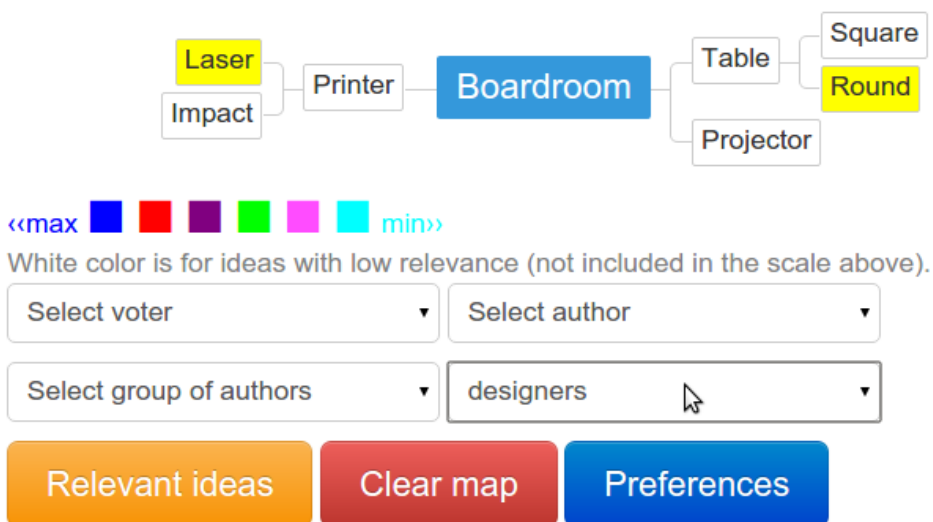 Laser
Impact
Printer
Boardroom
Table
Projector
Square
Round
‹‹max min››
White color is for ideas with low relevance (not included in the scale above).
Select voter Select author
Select group of authors designers
Relevant ideas Clear map Preferences